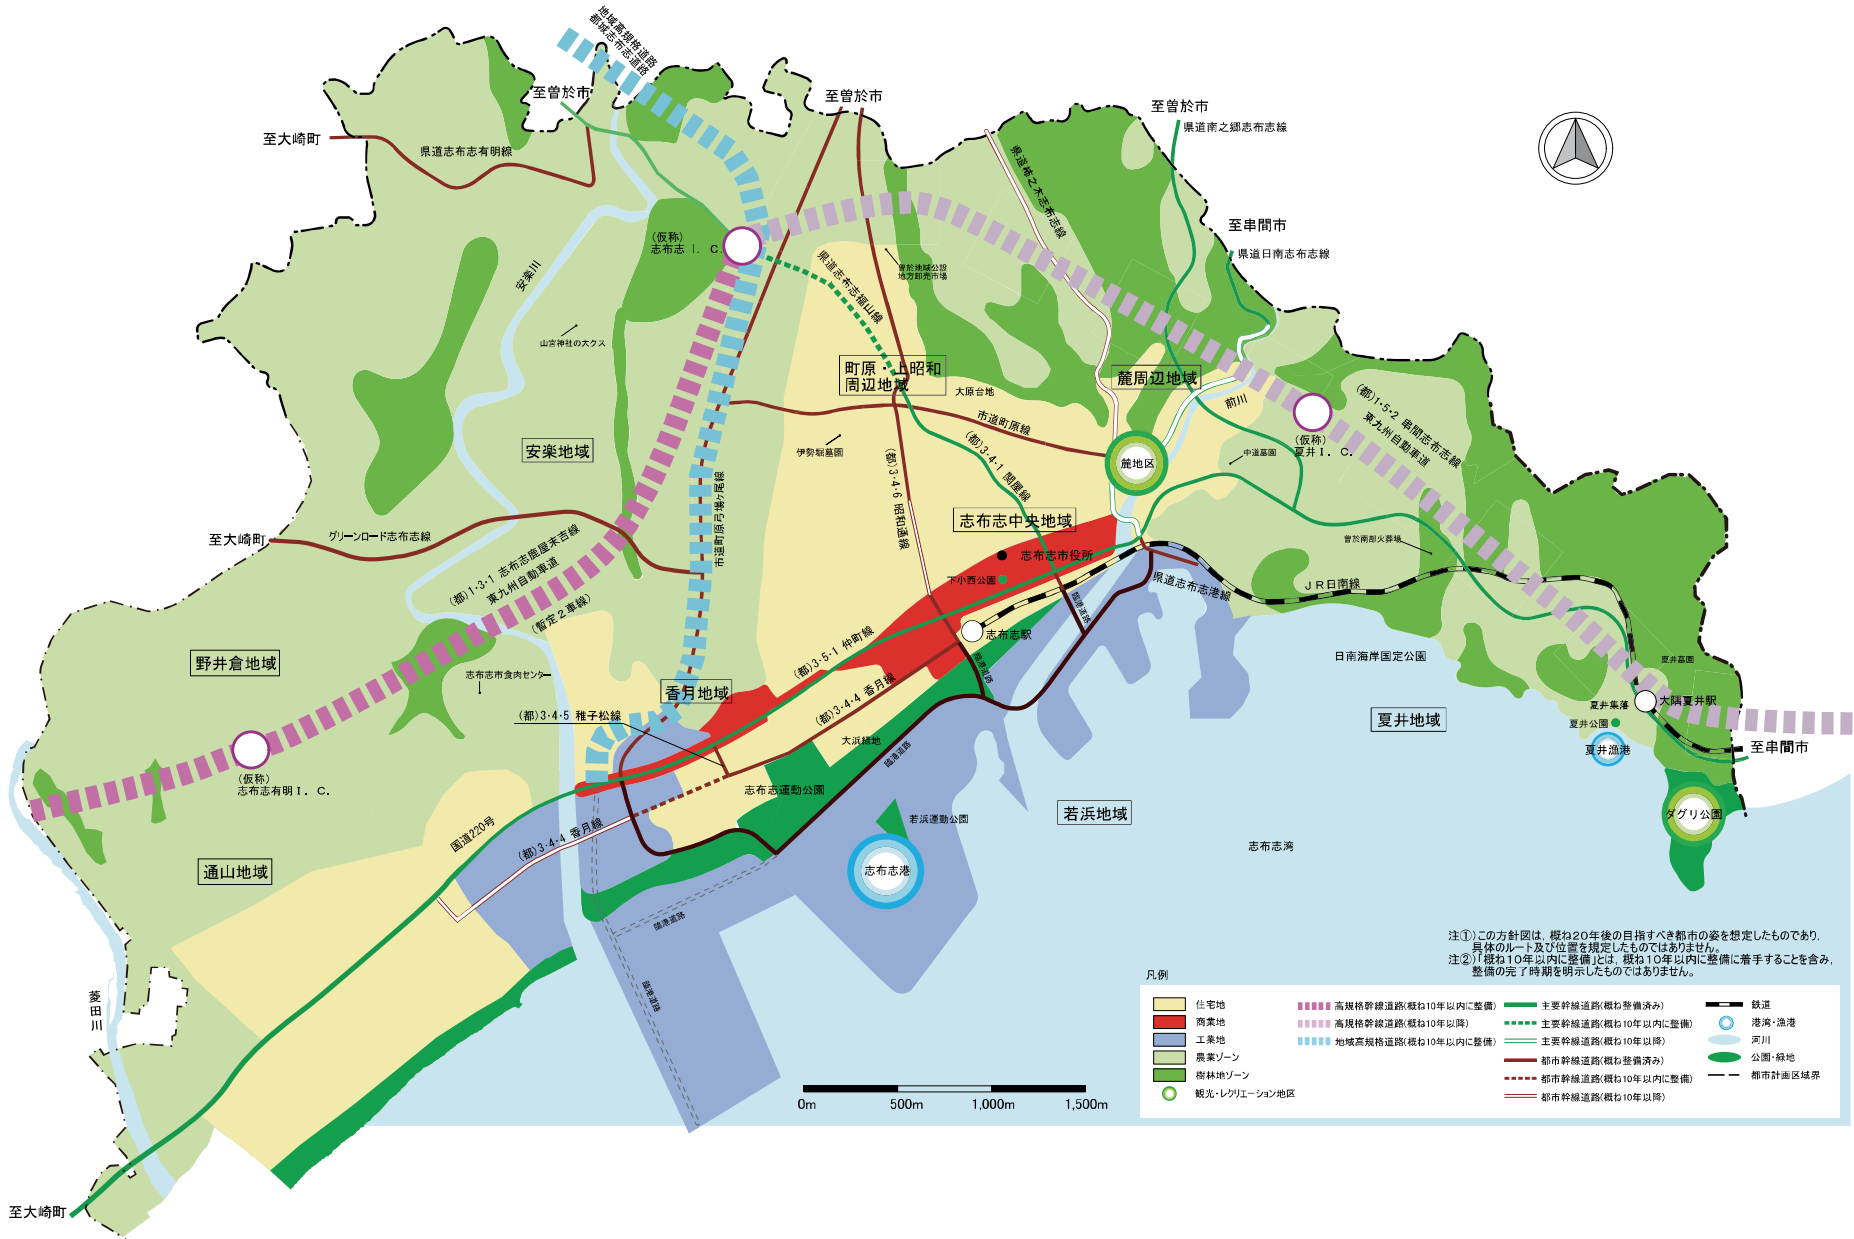 地域高規格道路
都城志布志道路
至曽於市
至曽於市
至曽於市
県道南之郷志布志線
至大崎町
県道志布志有明線
県道柿之木志布志線
至串間市
県道日南志布志線
(仮称)
志布志Ｉ．Ｃ．
安楽川
県道志布志福山線
曽於地域公設
地方卸売市場
山宮神社の大クス
町原・上昭和
周辺地域
大原台地
麓周辺地域
前川
(都)1・5・2 串間志布志線
東九州自動車道
(仮称)
夏井Ｉ．Ｃ．
市道町原線
安楽地域
伊勢堀墓園
(都)3・4・1 関屋線
麓地区
中道墓園
(都)3・4・6 昭和通線
市道町原弓場ヶ尾線
志布志中央地域
至大崎町
グリーンロード志布志線
(都)1・3・1 志布志鹿屋末吉線
東九州自動車道
(暫定２車線)
志布志市役所
下小西公園
曽於南部火葬場
県道志布志港線
ＪＲ日南線
臨港道路
志布志駅
(都)3・5・1 仲町線
臨港道路
日南海岸国定公園
野井倉地域
志布志市食肉センター
香月地域
(都)3・4・4 香月線
(都)3・4・5 稚子松線
夏井墓園
大隅夏井駅
夏井集落
夏井地域
夏井公園
夏井漁港
至串間市
大浜緑地
臨港道路
(仮称)
志布志有明Ｉ．Ｃ．
志布志運動公園
若浜運動公園
若浜地域
ダグリ公園
国道220号
(都)3・4・4 香月線
志布志湾
通山地域
志布志港
臨港道路
臨港道路
菱田川
至大崎町
注①)この方針図は，概ね２０年後の目指すべき都市の姿を想定したものであり，
具体のルート及び位置を規定したものではありません。
注②)「概ね１０年以内に整備」とは，概ね１０年以内に整備に着手することを含み，
整備の完了時期を明示したものではありません。
凡例
住宅地
商業地
工業地
農業ゾーン
樹林地ゾーン
観光・レクリエーション地区
高規格幹線道路(概ね10年以内に整備)
高規格幹線道路(概ね10年以降)
地域高規格道路(概ね10年以内に整備)
主要幹線道路(概ね整備済み)
主要幹線道路(概ね10年以内に整備)
主要幹線道路(概ね10年以降)
都市幹線道路(概ね整備済み)
都市幹線道路(概ね10年以内に整備)
都市幹線道路(概ね10年以降)
鉄道
港湾・漁港
河川
公園・緑地
都市計画区域界
0m 500m 1,000m 1,500m